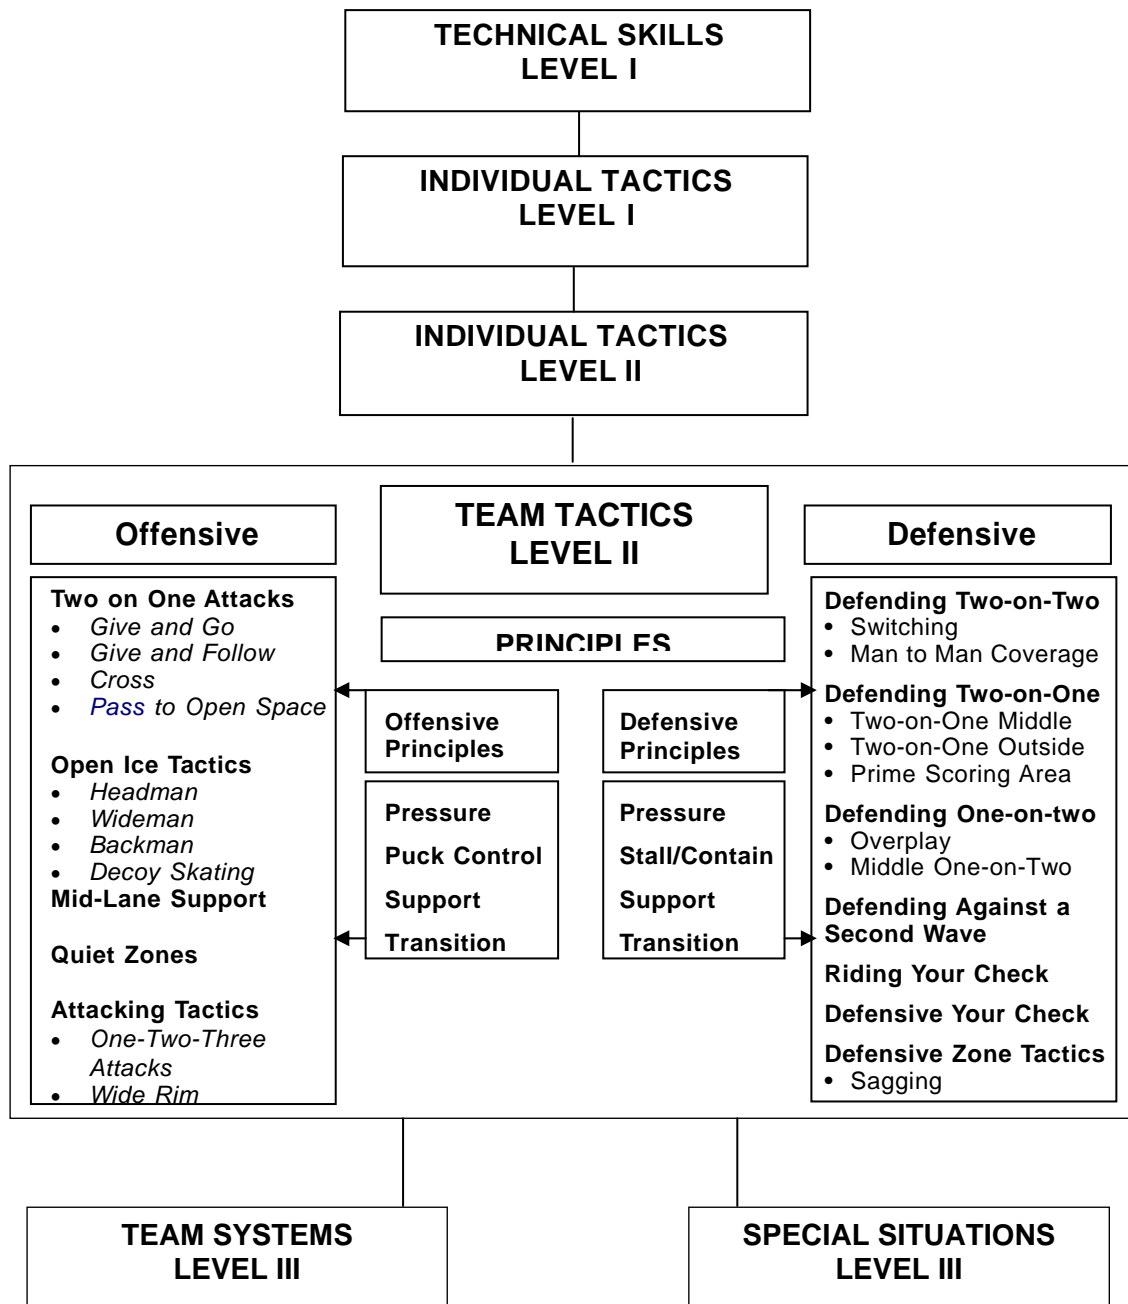 TECHNICAL SKILLS
LEVEL I
INDIVIDUAL TACTICS
LEVEL I
INDIVIDUAL TACTICS
LEVEL II
TEAM TACTICS
LEVEL II
Offensive
Two on One Attacks
• Give and Go
• Give and Follow
• Cross
• Pass to Open Space
Open Ice Tactics
• Headman
• Wideman
• Backman
• Decoy Skating
Mid-Lane Support
Quiet Zones
Attacking Tactics
• One-Two-Three
Attacks
• Wide Rim
PRINCIPLES
Offensive
Principles
Pressure
Puck Control
Support
Transition
Defensive
Principles
Pressure
Stall/Contain
Support
Transition
Defensive
Defending Two-on-Two
• Switching
• Man to Man Coverage
Defending Two-on-One
• Two-on-One Middle
• Two-on-One Outside
• Prime Scoring Area
Defending One-on-two
• Overplay
• Middle One-on-Two
Defending Against a
Second Wave
Riding Your Check
Defensive Your Check
Defensive Zone Tactics
• Sagging
TEAM SYSTEMS
LEVEL III
SPECIAL SITUATIONS
LEVEL III